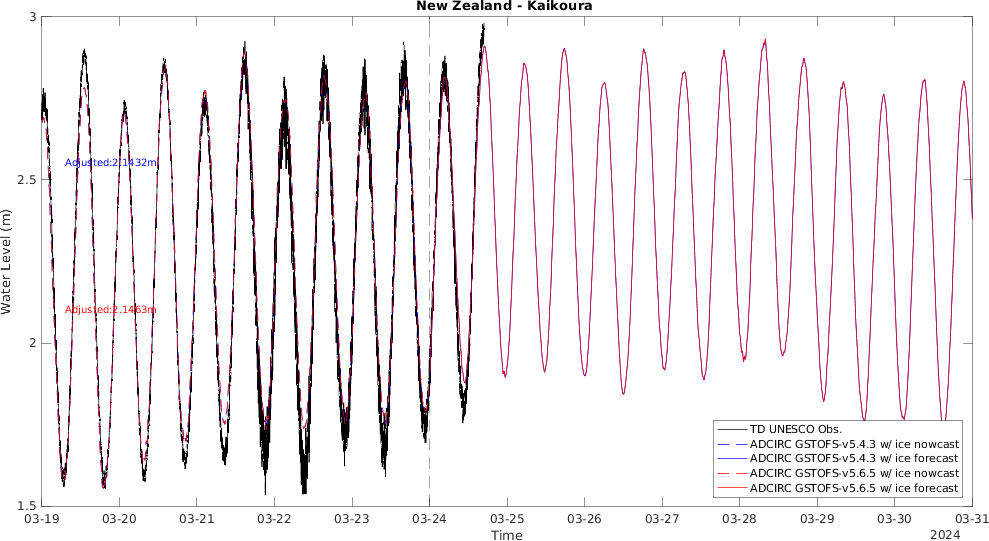 New Zealand - Kaikoura
3
2.5
2
1.5
Water Level (m)
Adjusted:2.1432m
Adjusted:2.1463m
TD UNESCO Obs.
ADCIRC GSTOFS-v5.4.3 w/ ice nowcast
ADCIRC GSTOFS-v5.4.3 w/ ice forecast
ADCIRC GSTOFS-v5.6.5 w/ ice nowcast
ADCIRC GSTOFS-v5.6.5 w/ ice forecast
03-19 03-20 03-21 03-22 03-23 03-24 03-25 03-26 03-27 03-28 03-29 03-30 03-31
Time
2024